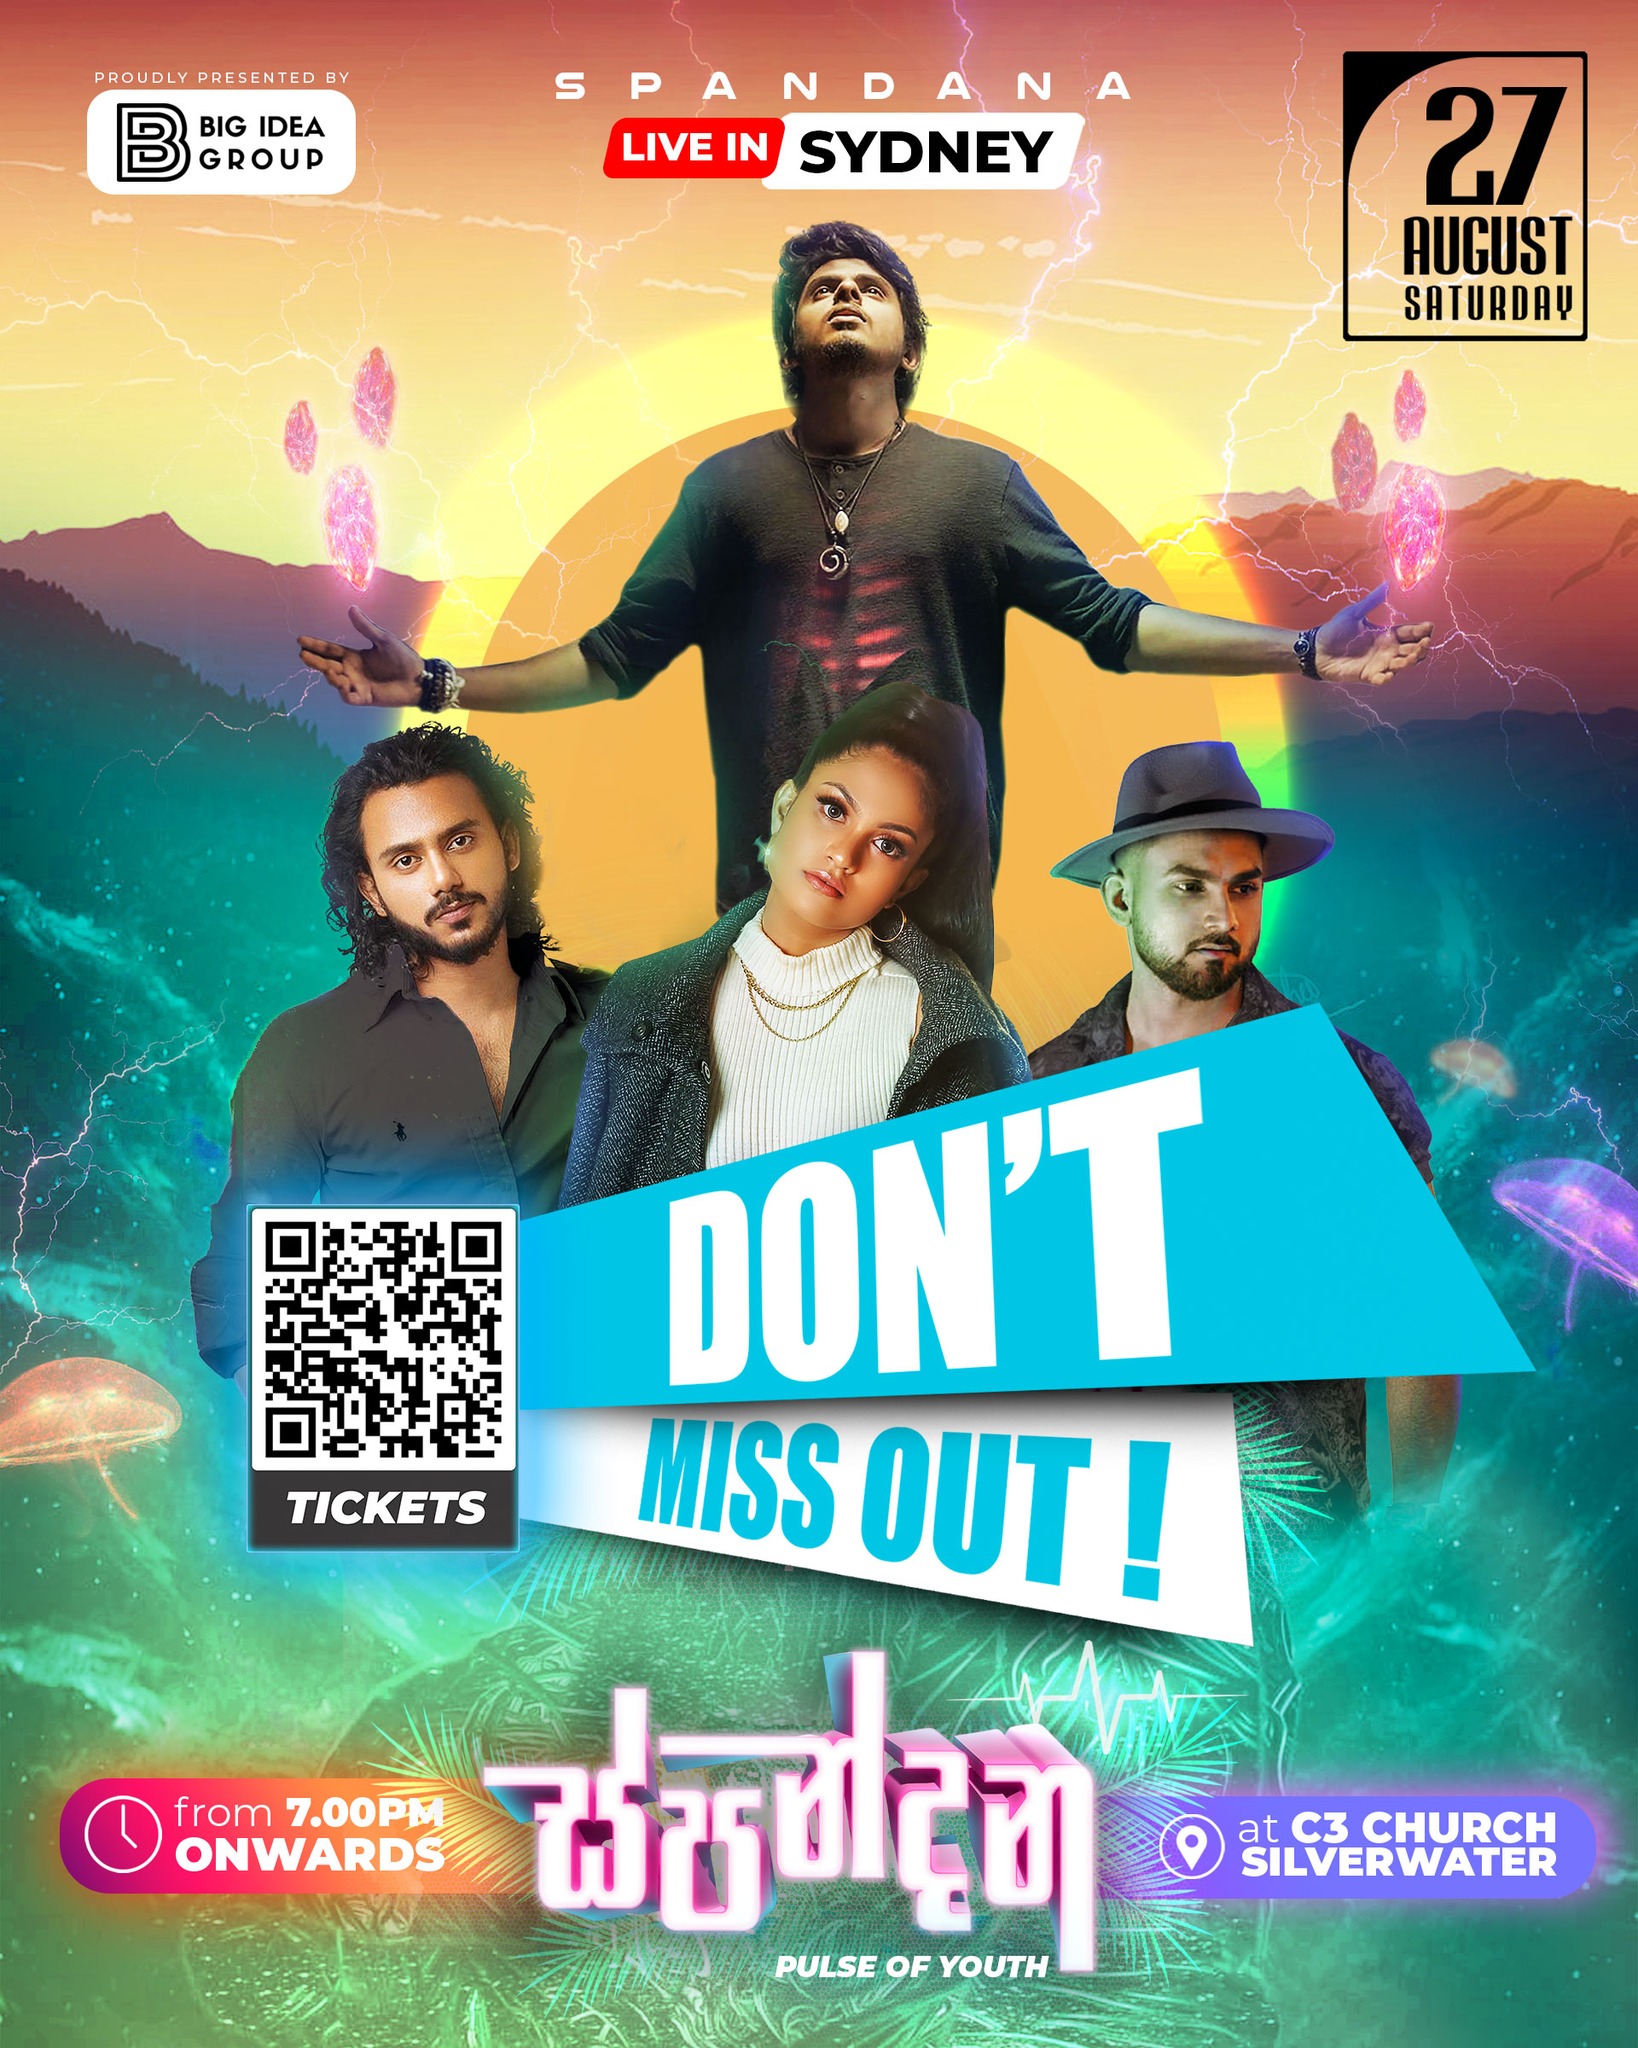 PROUDLY PRESENTED BY
BIG IDEA
GROUP
SPANDANA
LIVE IN SYDNEY
27
AUGUST
SATURDAY
DON'T
MISS OUT !
TICKETS
ස්පන්දන
PULSE OF YOUTH
from 7.00PM
ONWARDS
at C3 CHURCH
SILVERWATER